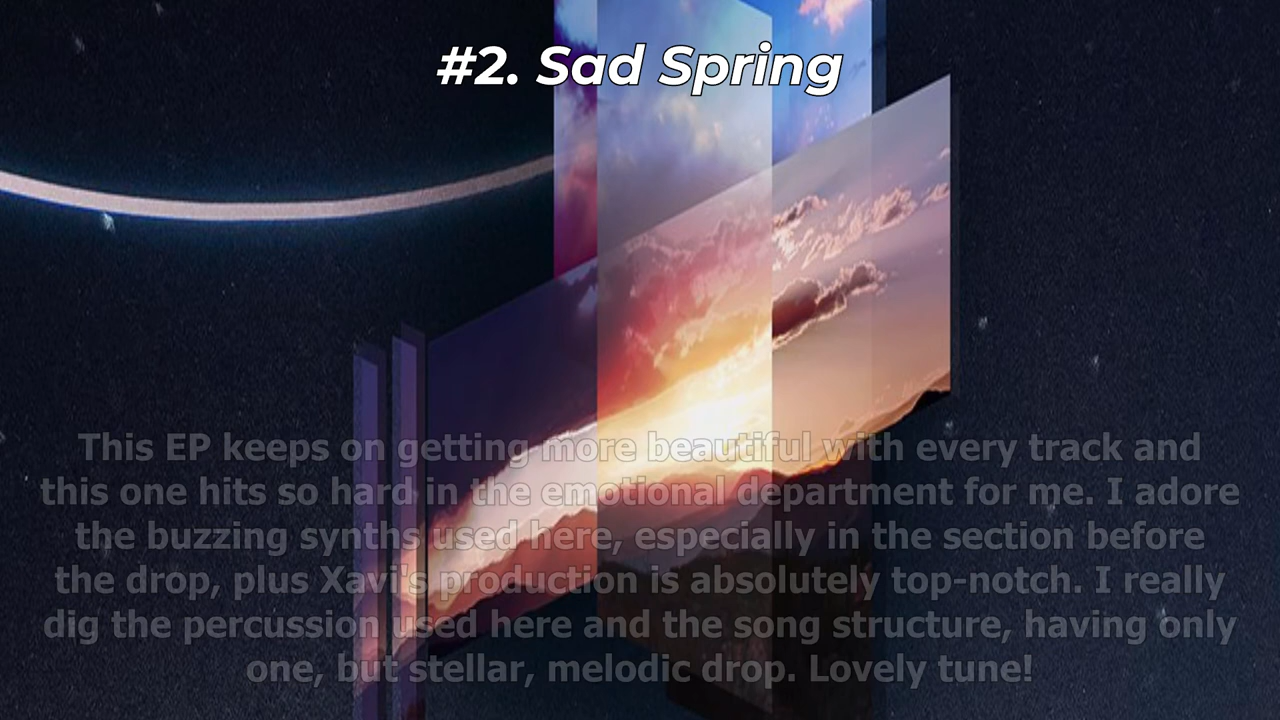 #2. Sad Spring
This EP keeps on getting more beautiful with every track and
this one hits so hard in the emotional department for me. I adore
the buzzing synths used here, especially in the section before
the drop, plus Xavi's production is absolutely top-notch. I really
dig the percussion used here and the song structure, having only
one, but stellar, melodic drop. Lovely tune!